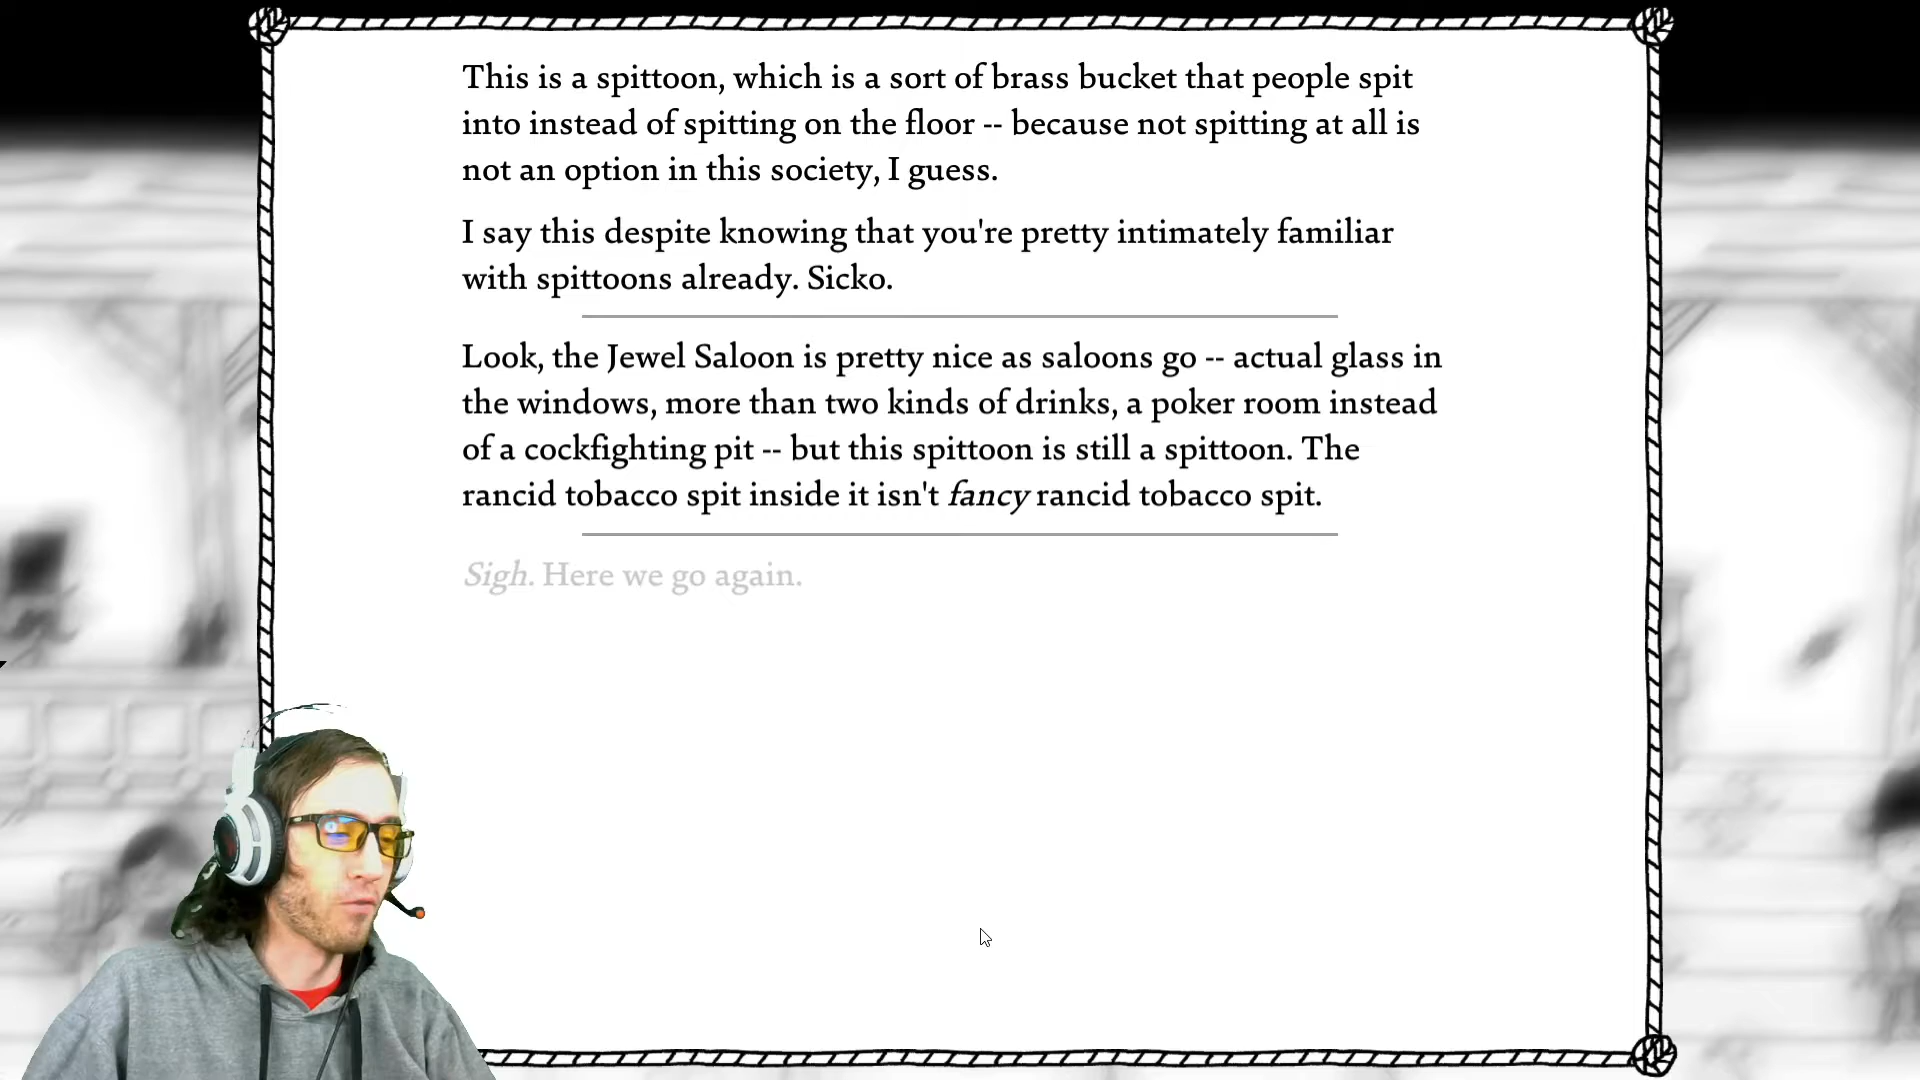 This is a spittoon, which is a sort of brass bucket that people spit
into instead of spitting on the floor -- because not spitting at all is
not an option in this society, I guess.
I say this despite knowing that you're pretty intimately familiar
with spittoons already. Sicko.
Look, the Jewel Saloon is pretty nice as saloons go -- actual glass in
the windows, more than two kinds of drinks, a poker room instead
of a cockfighting pit -- but this spittoon is still a spittoon. The
rancid tobacco spit inside it isn't fancy rancid tobacco spit.
Sigh. Here we go again.